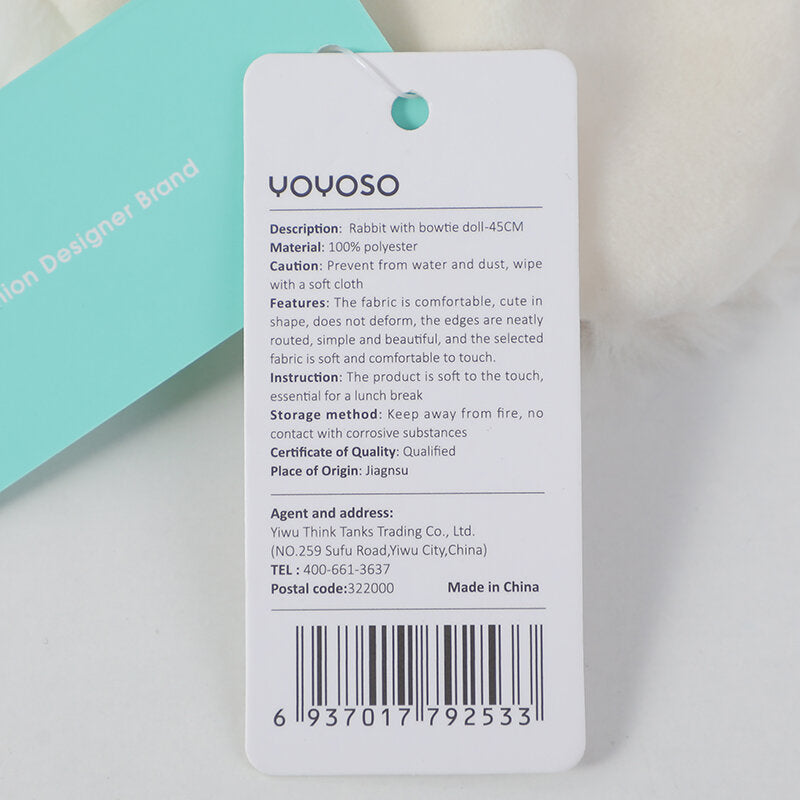 YOYOSO
Description: Rabbit with bowtie doll-45CM
Material: 100% polyester
Caution: Prevent from water and dust, wipe
with a soft cloth
Features: The fabric is comfortable, cute in
shape, does not deform, the edges are neatly
routed, simple and beautiful, and the selected
fabric is soft and comfortable to touch.
Instruction: The product is soft to the touch,
essential for a lunch break
Storage method: Keep away from fire, no
contact with corrosive substances
Certificate of Quality: Qualified
Place of Origin: Jiagnsu
Agent and address:
Yiwu Think Tanks Trading Co., Ltd.
(NO.259 Sufu Road,Yiwu City,China)
TEL : 400-661-3637
Postal code:322000 Made in China
6 937017 792533
Designer Brand